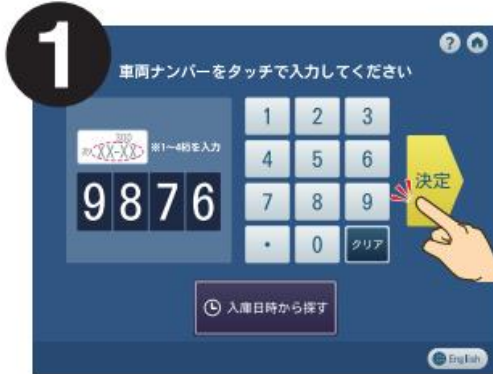 1
車両ナンバーをタッチで入力してください
XX-XX
※1〜4桁を入力
9876
1 2 3
4 5 6
7 8 9
・ 0 クリア
決定
入庫日時から探す
English
?